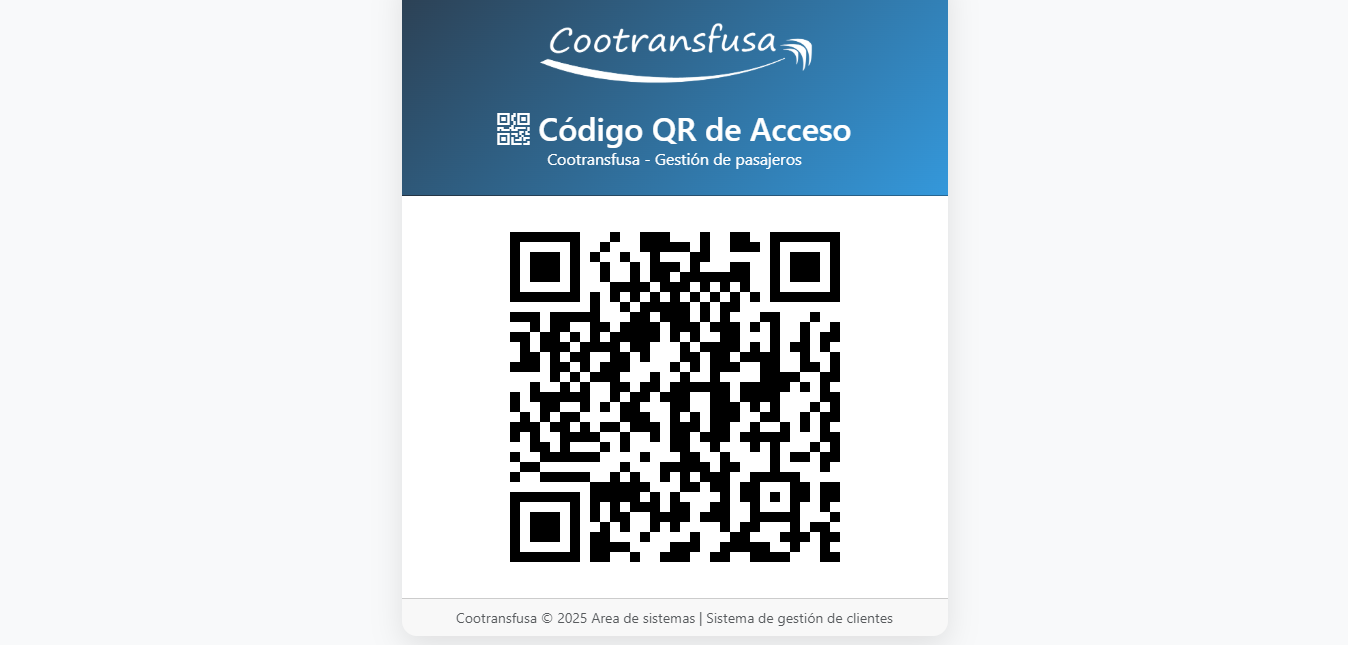 Cootransfusa
Código QR de Acceso
Cootransfusa - Gestión de pasajeros
Cootransfusa © 2025 Area de sistemas | Sistema de gestión de clientes